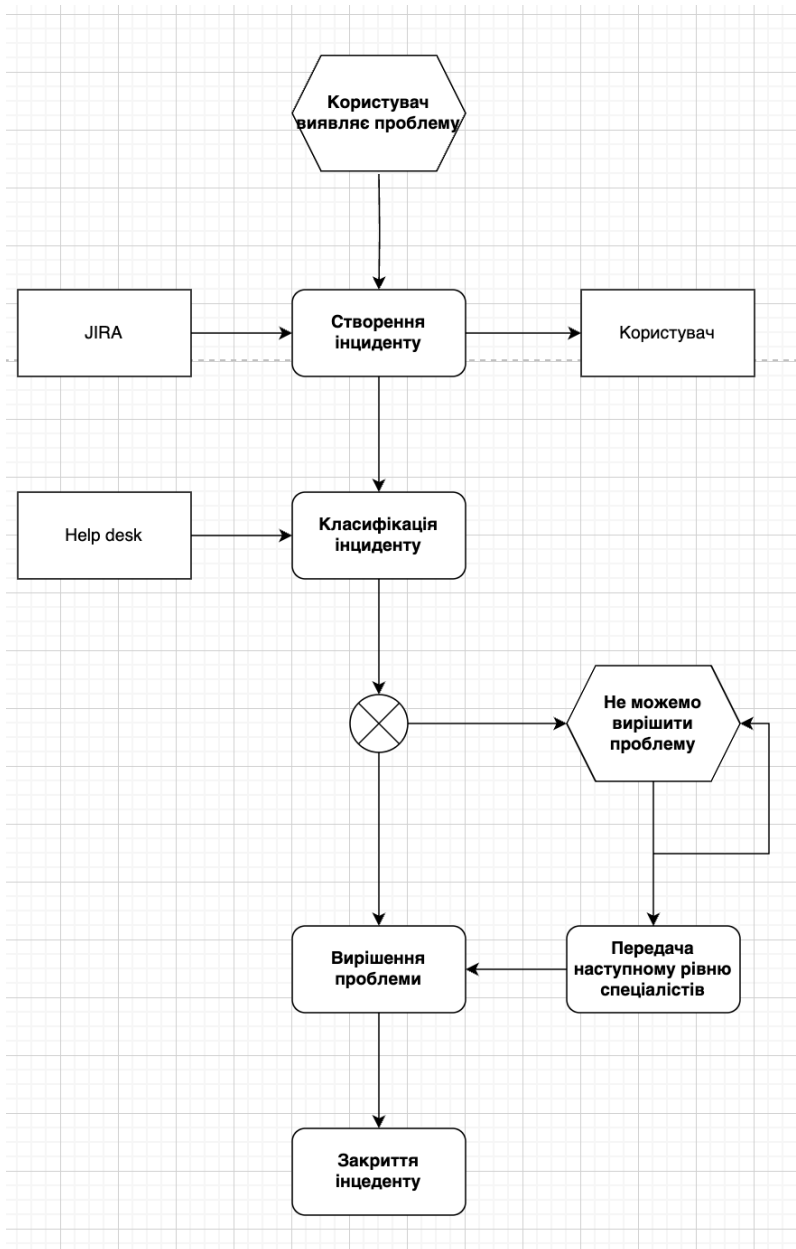 Користувач
виявляє проблему
JIRA
Створення
інциденту
Користувач
Help desk
Класифікація
інциденту
Не можемо
вирішити
проблему
Вирішення
проблеми
Передача
наступному рівню
спеціалістів
Закриття
інцеденту